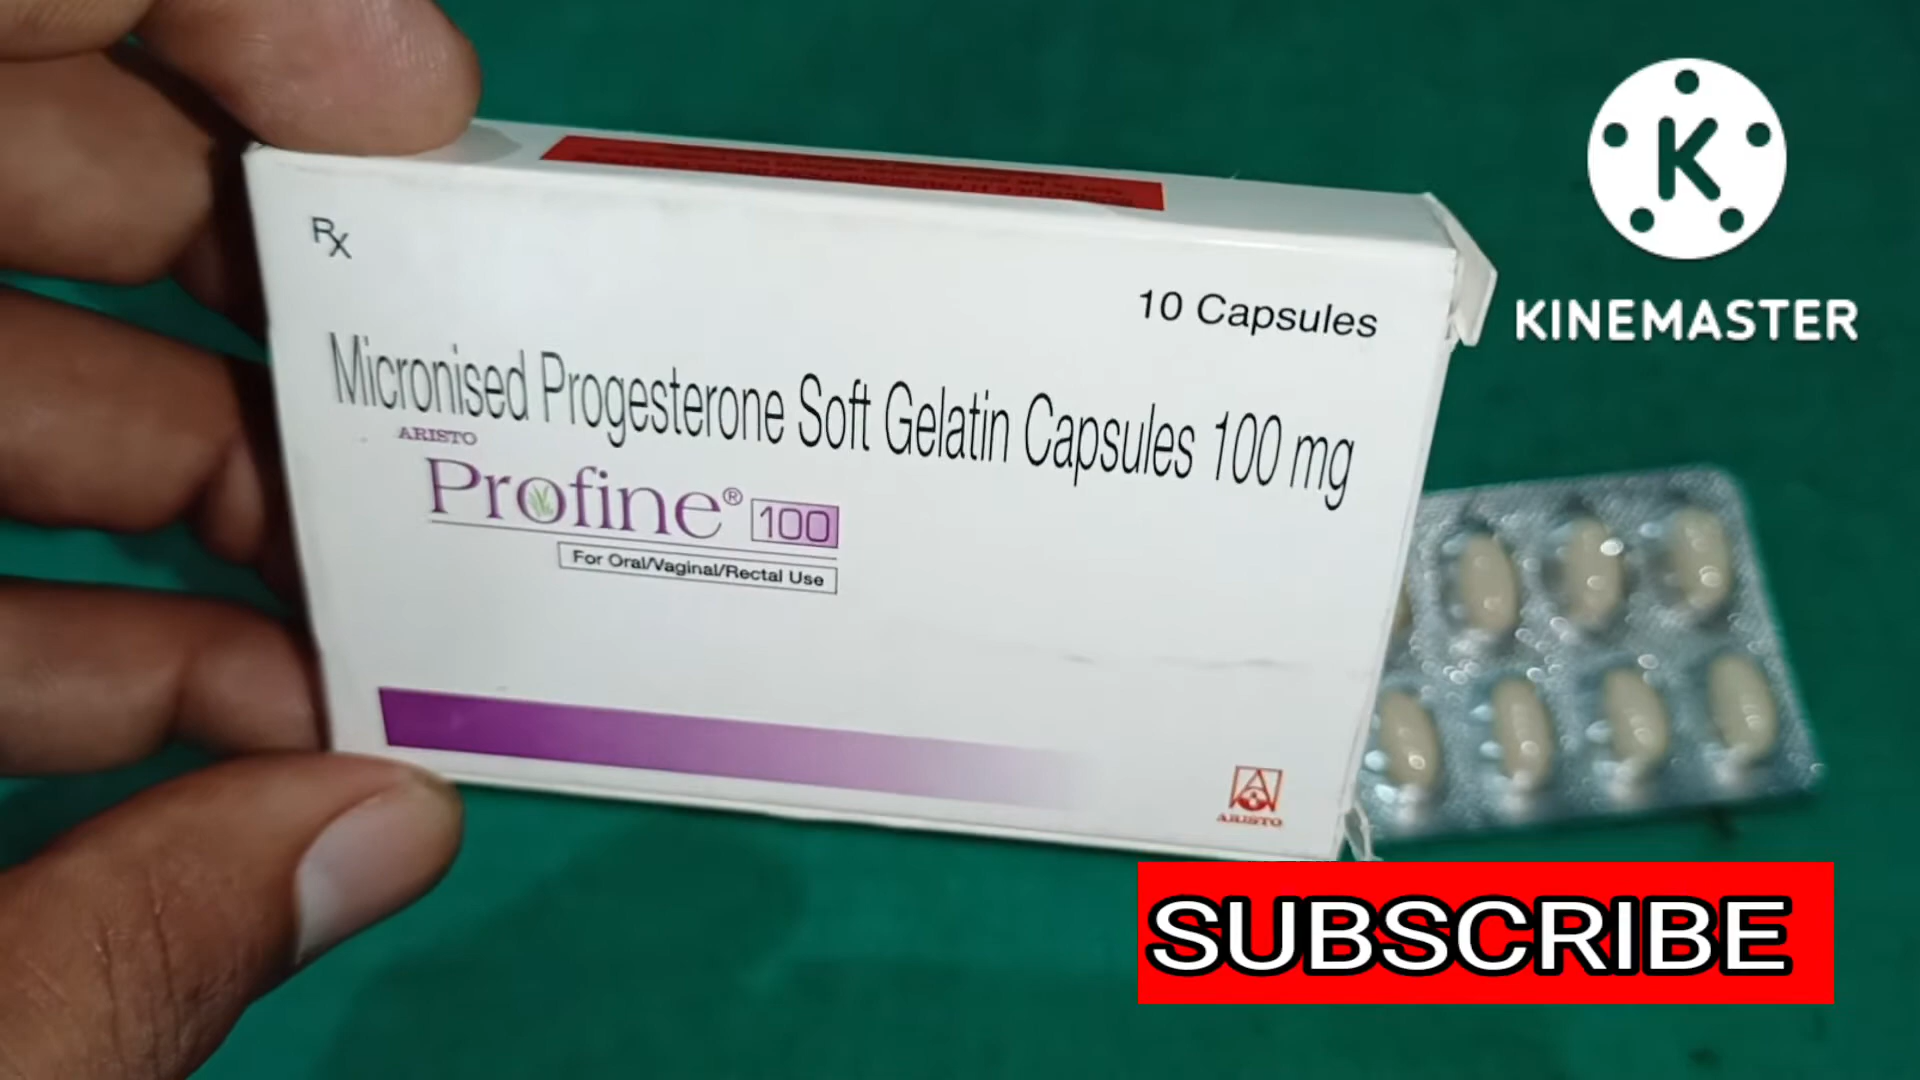 Rx
10 Capsules
Micronised Progesterone Soft Gelatin Capsules 100 mg
ARISTO
Profine® 100
For Oral/Vaginal/Rectal Use
ARISTO
K
KINEMASTER
SUBSCRIBE